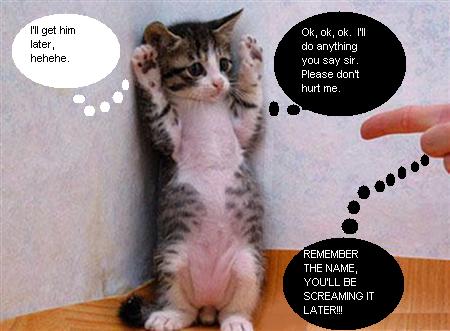 I'll get him
later,
hehehe.
Ok, ok, ok.  I'll
do anything
you say sir.
Please don't
hurt me.
REMEMBER
THE NAME,
YOU'LL BE
SCREAMING IT
LATER!!!